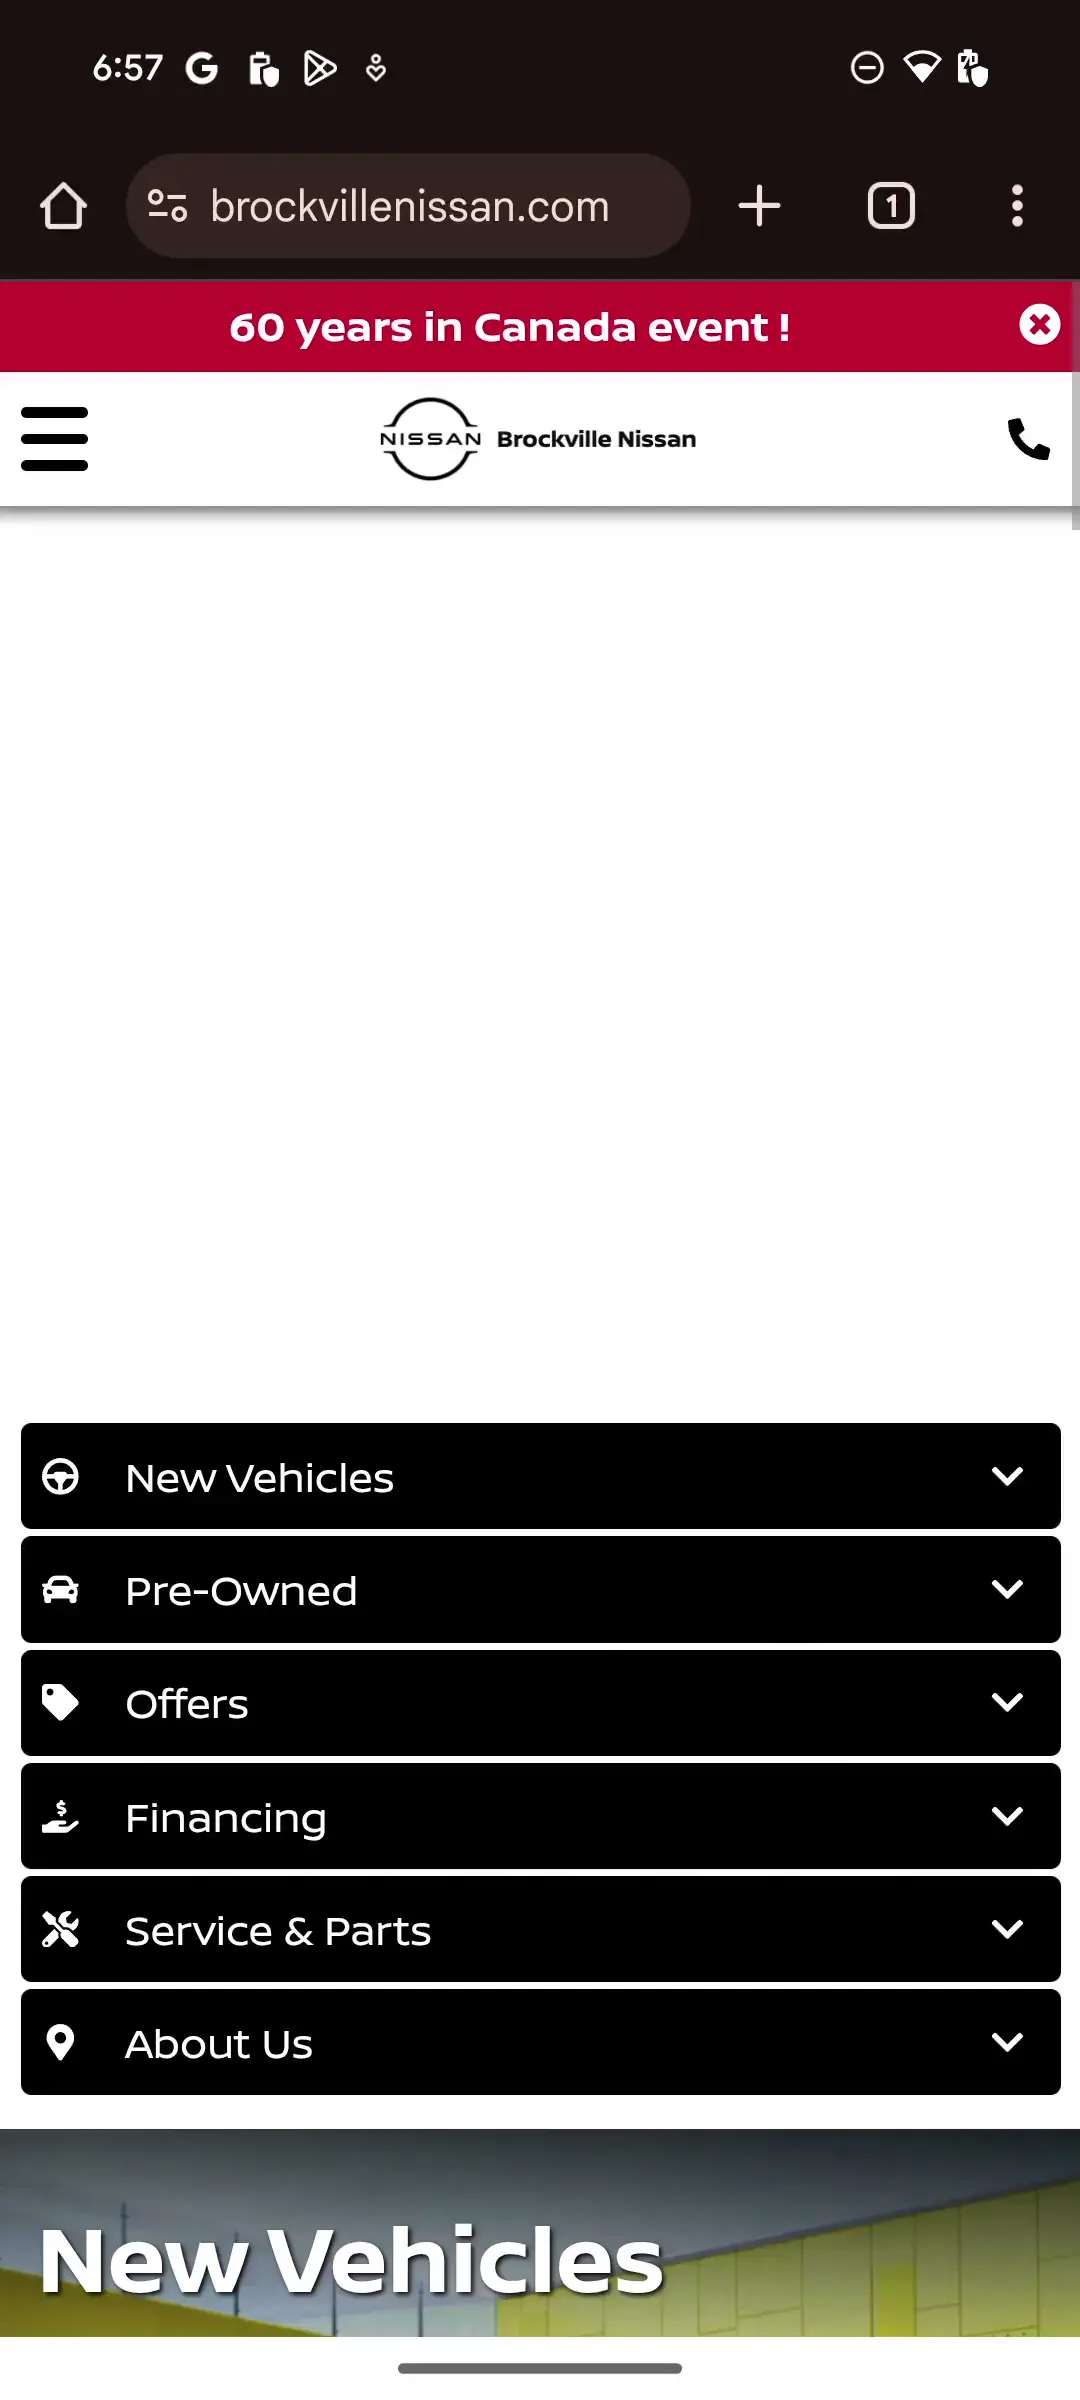 6:57
brockvillenissan.com
1
60 years in Canada event !
NISSAN Brockville Nissan
New Vehicles
Pre-Owned
Offers
Financing
Service & Parts
About Us
New Vehicles